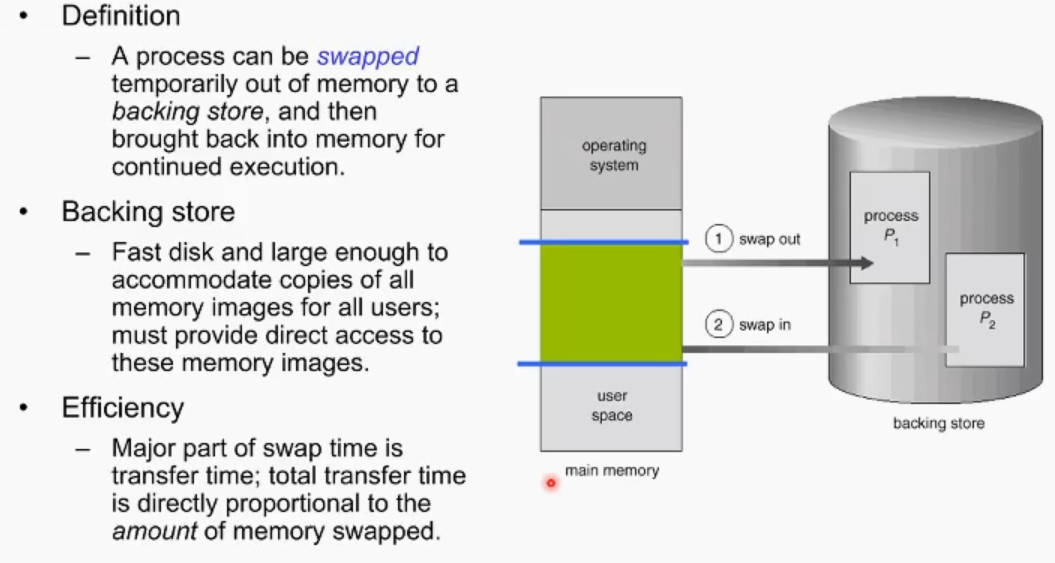 • Definition
– A process can be swapped
temporarily out of memory to a
backing store, and then
brought back into memory for
continued execution.
• Backing store
– Fast disk and large enough to
accommodate copies of all
memory images for all users;
must provide direct access to
these memory images.
• Efficiency
– Major part of swap time is
transfer time; total transfer time
is directly proportional to the
amount of memory swapped.
operating
system
1 swap out
2 swap in
user
space
main memory
process
P1
process
P2
backing store